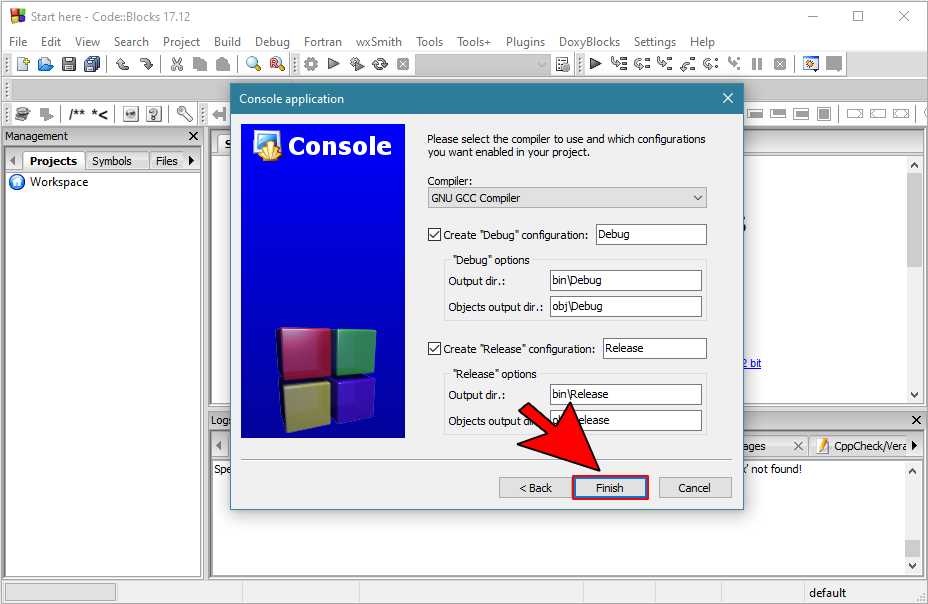 Start here - Code::Blocks 17.12
File Edit View Search Project Build Debug Fortran wxSmith Tools Tools+ Plugins DoxyBlocks Settings Help
/** *<
Management
Projects Symbols Files
Workspace
Console application
Console
Please select the compiler to use and which configurations
you want enabled in your project.
Compiler:
GNU GCC Compiler
Create "Debug" configuration: Debug
"Debug" options
Output dir.: bin\Debug
Objects output dir.: obj\Debug
Create "Release" configuration: Release
"Release" options
Output dir.: bin\Release
Objects output
< Back Finish Cancel
2 bit
Logs
ages CppCheck/Vera
Spe
' not found!
default